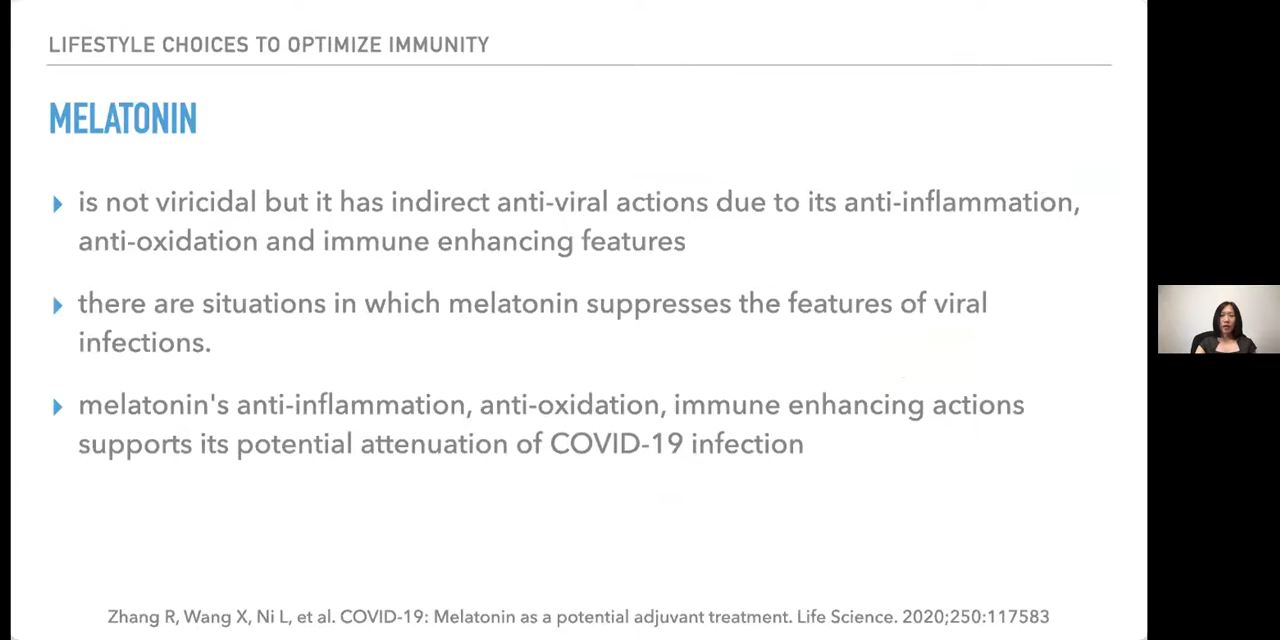 LIFESTYLE CHOICES TO OPTIMIZE IMMUNITY
MELATONIN
is not viricidal but it has indirect anti-viral actions due to its anti-inflammation,
anti-oxidation and immune enhancing features
there are situations in which melatonin suppresses the features of viral
infections.
melatonin's anti-inflammation, anti-oxidation, immune enhancing actions
supports its potential attenuation of COVID-19 infection
Zhang R, Wang X, Ni L, et al. COVID-19: Melatonin as a potential adjuvant treatment. Life Science. 2020;250:117583